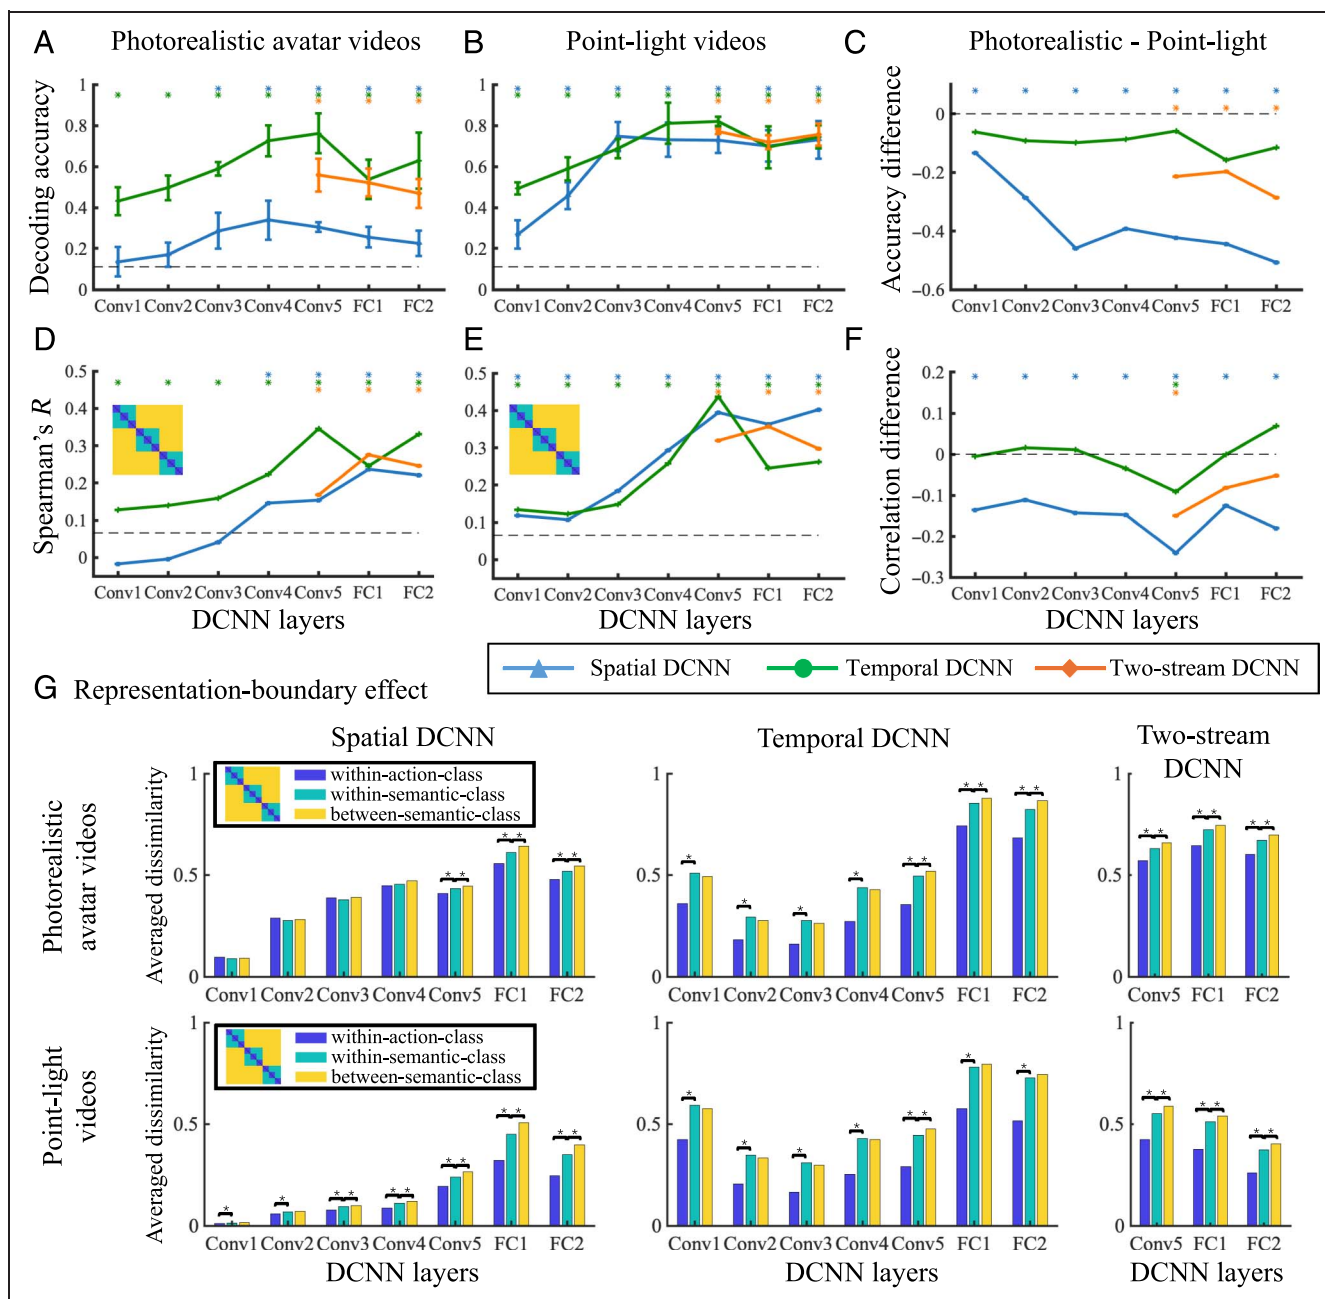 A Photorealistic avatar videos
B Point-light videos
C Photorealistic - Point-light
Decoding accuracy
1
0.8
0.6
0.4
0.2
0
Conv1 Conv2 Conv3 Conv4 Conv5 FC1 FC2
1
0.8
0.6
0.4
0.2
0
Conv1 Conv2 Conv3 Conv4 Conv5 FC1 FC2
Accuracy difference
0
−0.2
−0.4
−0.6
Conv1 Conv2 Conv3 Conv4 Conv5 FC1 FC2
D
Spearman's R
0.5
0.4
0.3
0.2
0.1
0
Conv1 Conv2 Conv3 Conv4 Conv5 FC1 FC2
DCNN layers
E
0.5
0.4
0.3
0.2
0.1
0
Conv1 Conv2 Conv3 Conv4 Conv5 FC1 FC2
DCNN layers
F
Correlation difference
0.2
0.1
0
−0.1
−0.2
−0.3
Conv1 Conv2 Conv3 Conv4 Conv5 FC1 FC2
DCNN layers
Spatial DCNN Temporal DCNN Two-stream DCNN
G Representation-boundary effect
Spatial DCNN
Temporal DCNN
Two-stream
DCNN
Photorealistic
avatar videos
Averaged dissimilarity
1
0.5
0
within-action-class
within-semantic-class
between-semantic-class
* * * * * *
Conv1 Conv2 Conv3 Conv4 Conv5 FC1 FC2
1
0.5
0
* * * * * * * * * *
Conv1 Conv2 Conv3 Conv4 Conv5 FC1 FC2
1
0.5
0
* * * * * *
Conv5 FC1 FC2
Point-light
videos
Averaged dissimilarity
1
0.5
0
within-action-class
within-semantic-class
between-semantic-class
* * * * * * * * * * * *
Conv1 Conv2 Conv3 Conv4 Conv5 FC1 FC2
DCNN layers
1
0.5
0
* * * * * * * *
Conv1 Conv2 Conv3 Conv4 Conv5 FC1 FC2
DCNN layers
1
0.5
0
* * * * * *
Conv5 FC1 FC2
DCNN layers